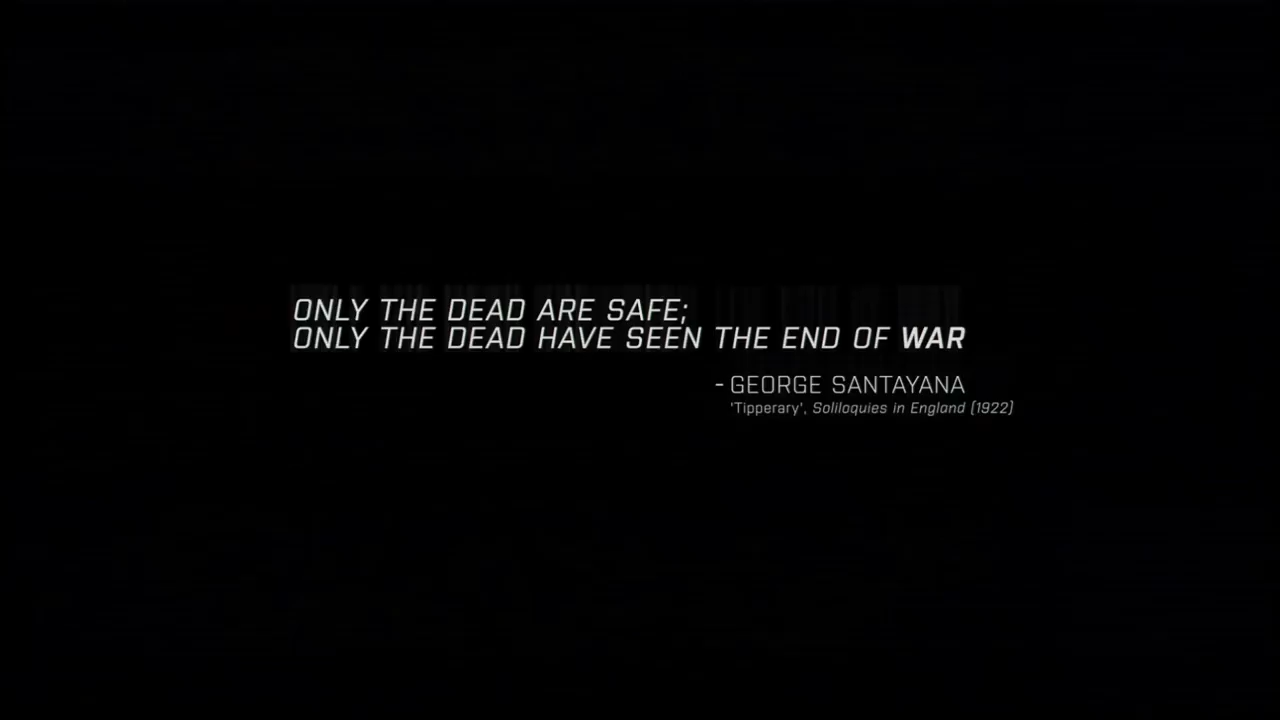 ONLY THE DEAD ARE SAFE;
ONLY THE DEAD HAVE SEEN THE END OF WAR
- GEORGE SANTAYANA
'Tipperary', Soliloquies in England (1922)